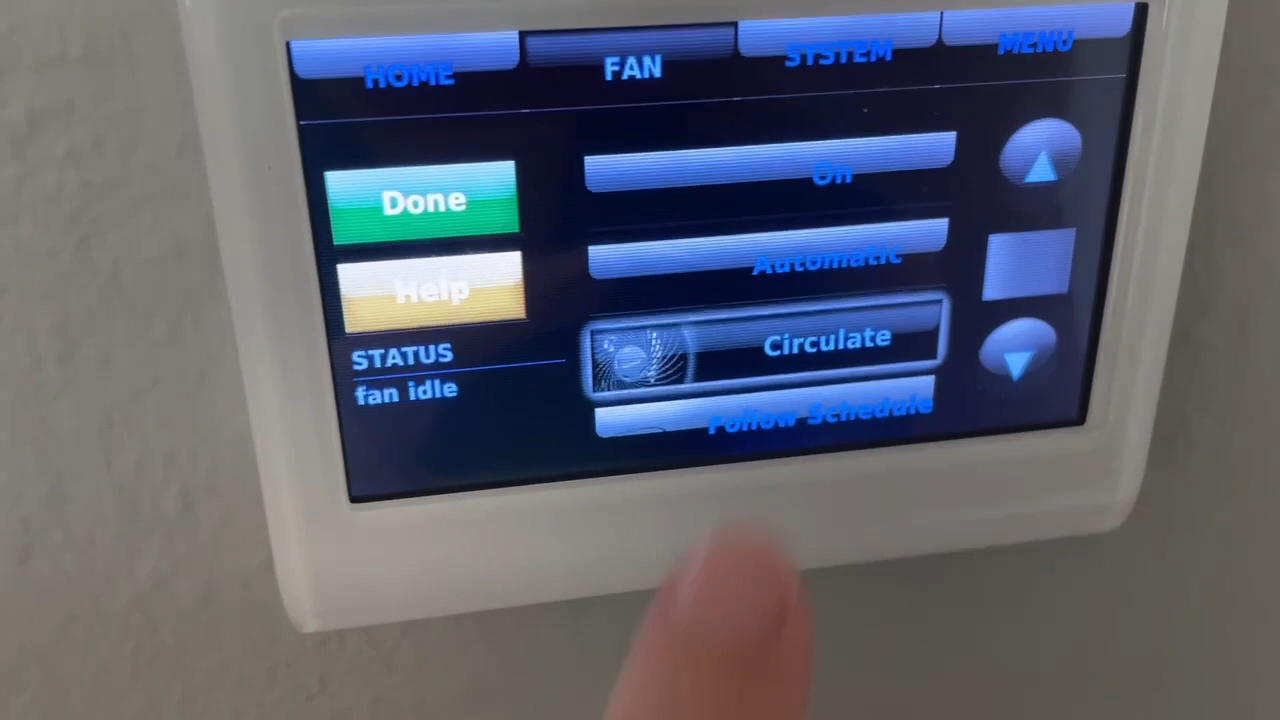 HOME
FAN
SYSTEM
MENU
Done
Help
STATUS
fan idle
On
Automatic
Circulate
Follow Schedule